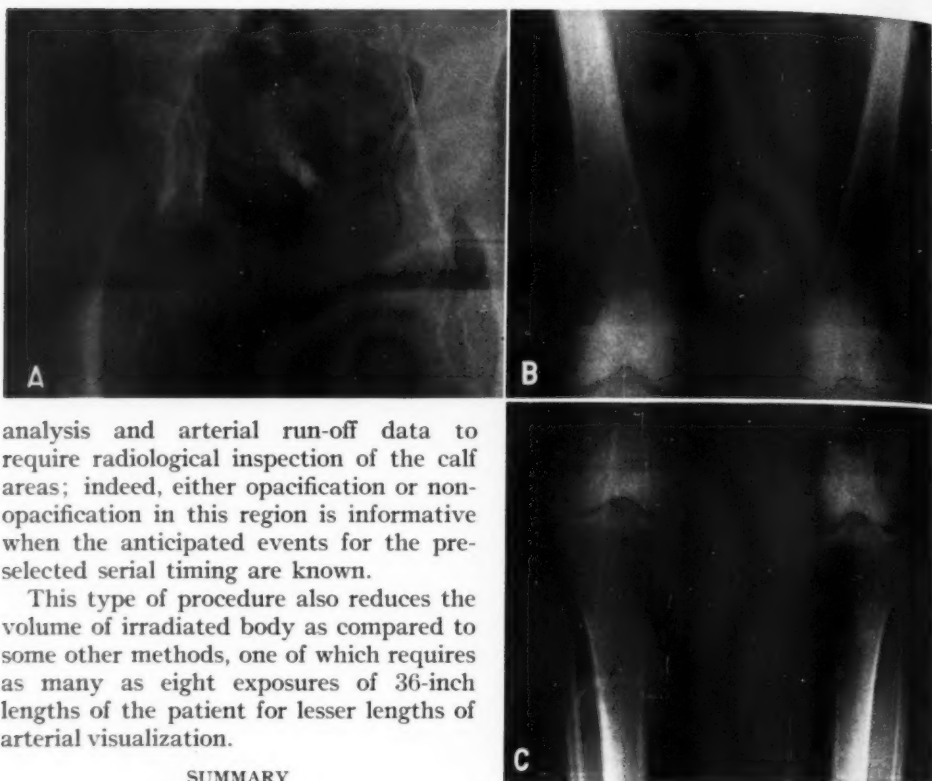 A
B
analysis and arterial run-off data to
require radiological inspection of the calf
areas; indeed, either opacification or non-
opacification in this region is informative
when the anticipated events for the pre-
selected serial timing are known.
This type of procedure also reduces the
volume of irradiated body as compared to
some other methods, one of which requires
as many as eight exposures of 36-inch
lengths of the patient for lesser lengths of
arterial visualization.
SUMMARY
C